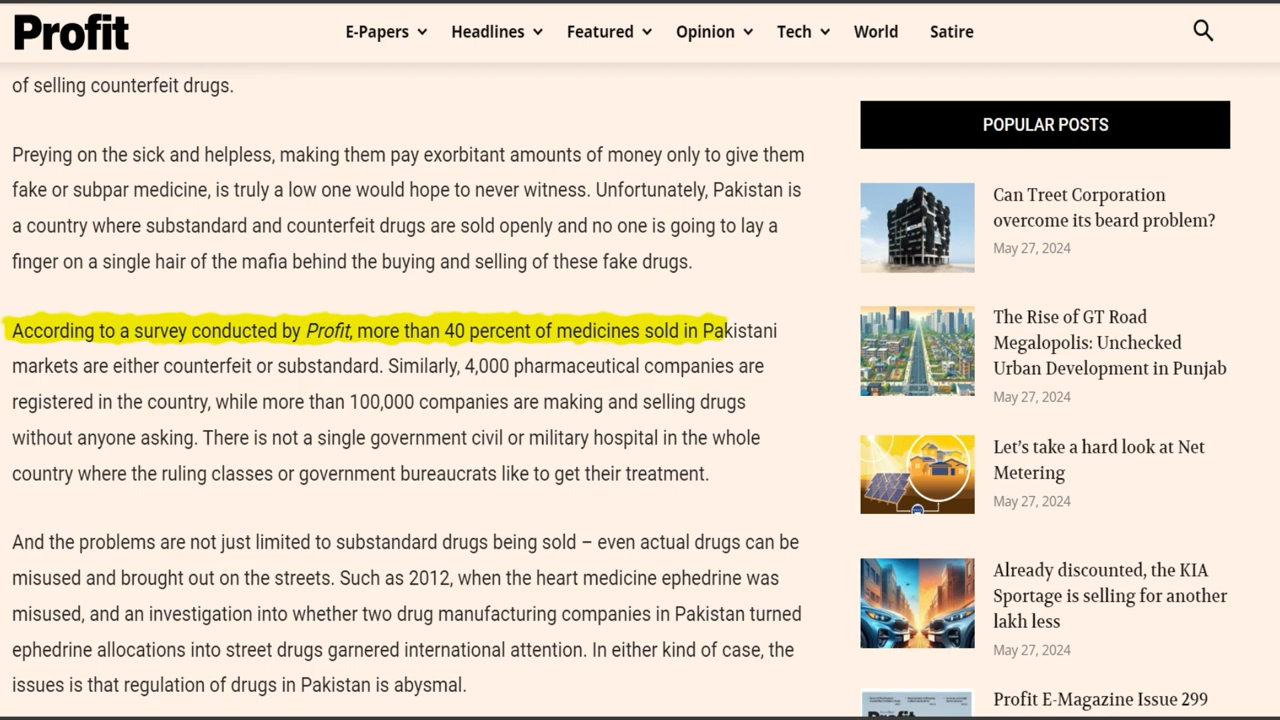 Profit
E-Papers
Headlines
Featured
Opinion
Tech
World
Satire
of selling counterfeit drugs.
Preying on the sick and helpless, making them pay exorbitant amounts of money only to give them
fake or subpar medicine, is truly a low one would hope to never witness. Unfortunately, Pakistan is
a country where substandard and counterfeit drugs are sold openly and no one is going to lay a
finger on a single hair of the mafia behind the buying and selling of these fake drugs.
According to a survey conducted by Profit, more than 40 percent of medicines sold in Pakistani
markets are either counterfeit or substandard. Similarly, 4,000 pharmaceutical companies are
registered in the country, while more than 100,000 companies are making and selling drugs
without anyone asking. There is not a single government civil or military hospital in the whole
country where the ruling classes or government bureaucrats like to get their treatment.
And the problems are not just limited to substandard drugs being sold – even actual drugs can be
misused and brought out on the streets. Such as 2012, when the heart medicine ephedrine was
misused, and an investigation into whether two drug manufacturing companies in Pakistan turned
ephedrine allocations into street drugs garnered international attention. In either kind of case, the
issues is that regulation of drugs in Pakistan is abysmal.
POPULAR POSTS
Can Treet Corporation
overcome its beard problem?
May 27, 2024
The Rise of GT Road
Megalopolis: Unchecked
Urban Development in Punjab
May 27, 2024
Let's take a hard look at Net
Metering
May 27, 2024
Already discounted, the KIA
Sportage is selling for another
lakh less
May 27, 2024
Profit E-Magazine Issue 299
Profit